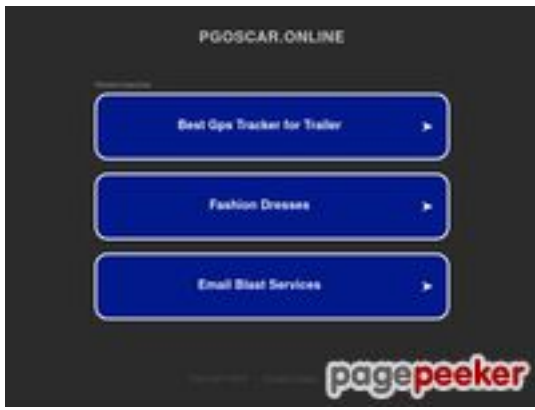 PGOSCAR.ONLINE
Best Gps Tracker for Trailer
Fashion Dresses
Email Blast Services
pagepeeker